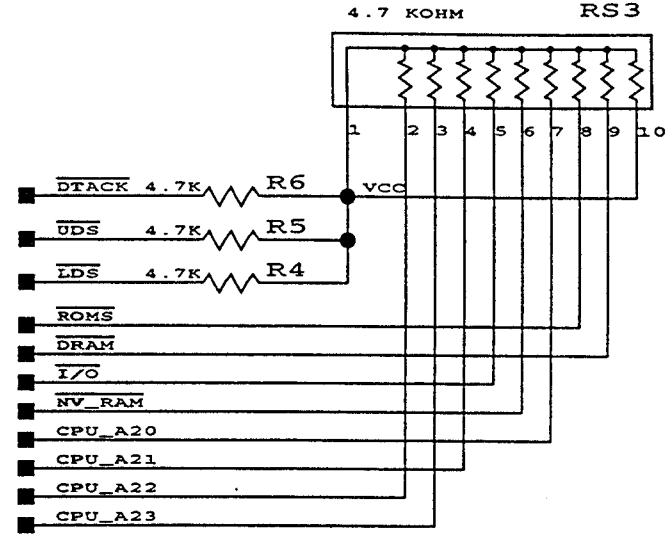 4.7 KOHM RS3
1 2 3 4 5 6 7 8 9 10
DTACK 4.7K R6 VCC
UDS 4.7K R5
LDS 4.7K R4
ROMS
DRAM
I/O
NV_RAM
CPU_A20
CPU_A21
CPU_A22
CPU_A23